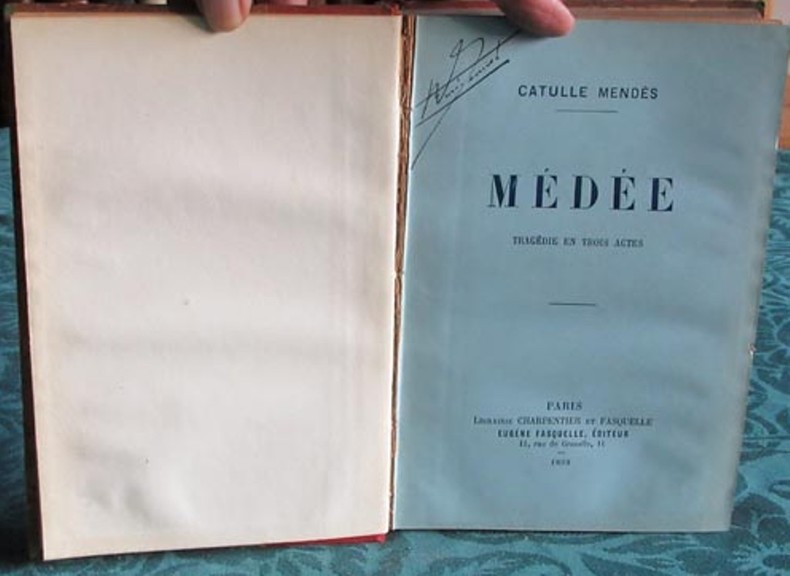 CATULLE MENDÈS
MÉDÉE
TRAGÉDIE EN TROIS ACTES
PARIS
LIBRAIRIE CHARPENTIER ET FASQUELLE
EUGÈNE FASQUELLE, ÉDITEUR
11, rue de Grenelle, 11